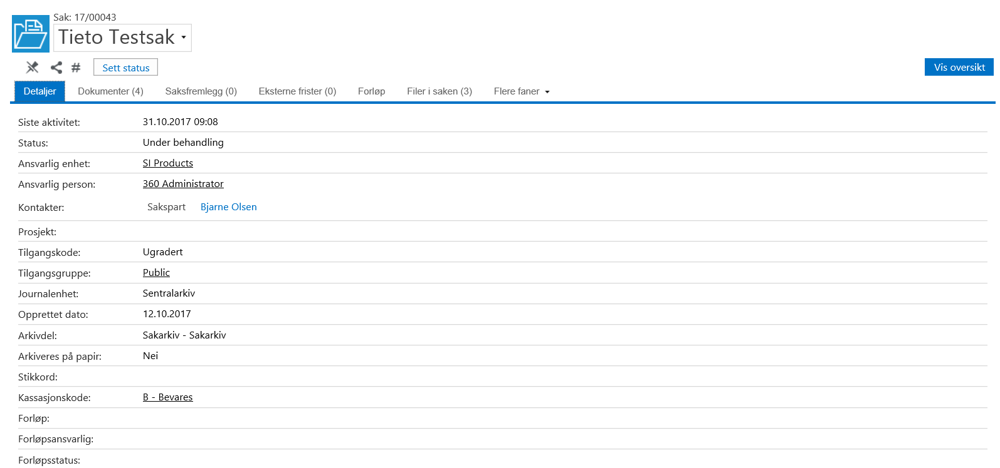 Sak: 17/00043
Tieto Testsak
# Sett status Vis oversikt
Detaljer Dokumenter (4) Saksfremlegg (0) Eksterne frister (0) Forløp Filer i saken (3) Flere faner
Siste aktivitet: 31.10.2017 09:08
Status: Under behandling
Ansvarlig enhet: SI Products
Ansvarlig person: 360 Administrator
Kontakter: Sakspart Bjarne Olsen
Prosjekt:
Tilgangskode: Ugradert
Tilgangsgruppe: Public
Journalenhet: Sentralarkiv
Opprettet dato: 12.10.2017
Arkivdel: Sakarkiv - Sakarkiv
Arkiveres på papir: Nei
Stikkord:
Kassasjonskode: B - Bevares
Forløp:
Forløpsansvarlig:
Forløpsstatus: